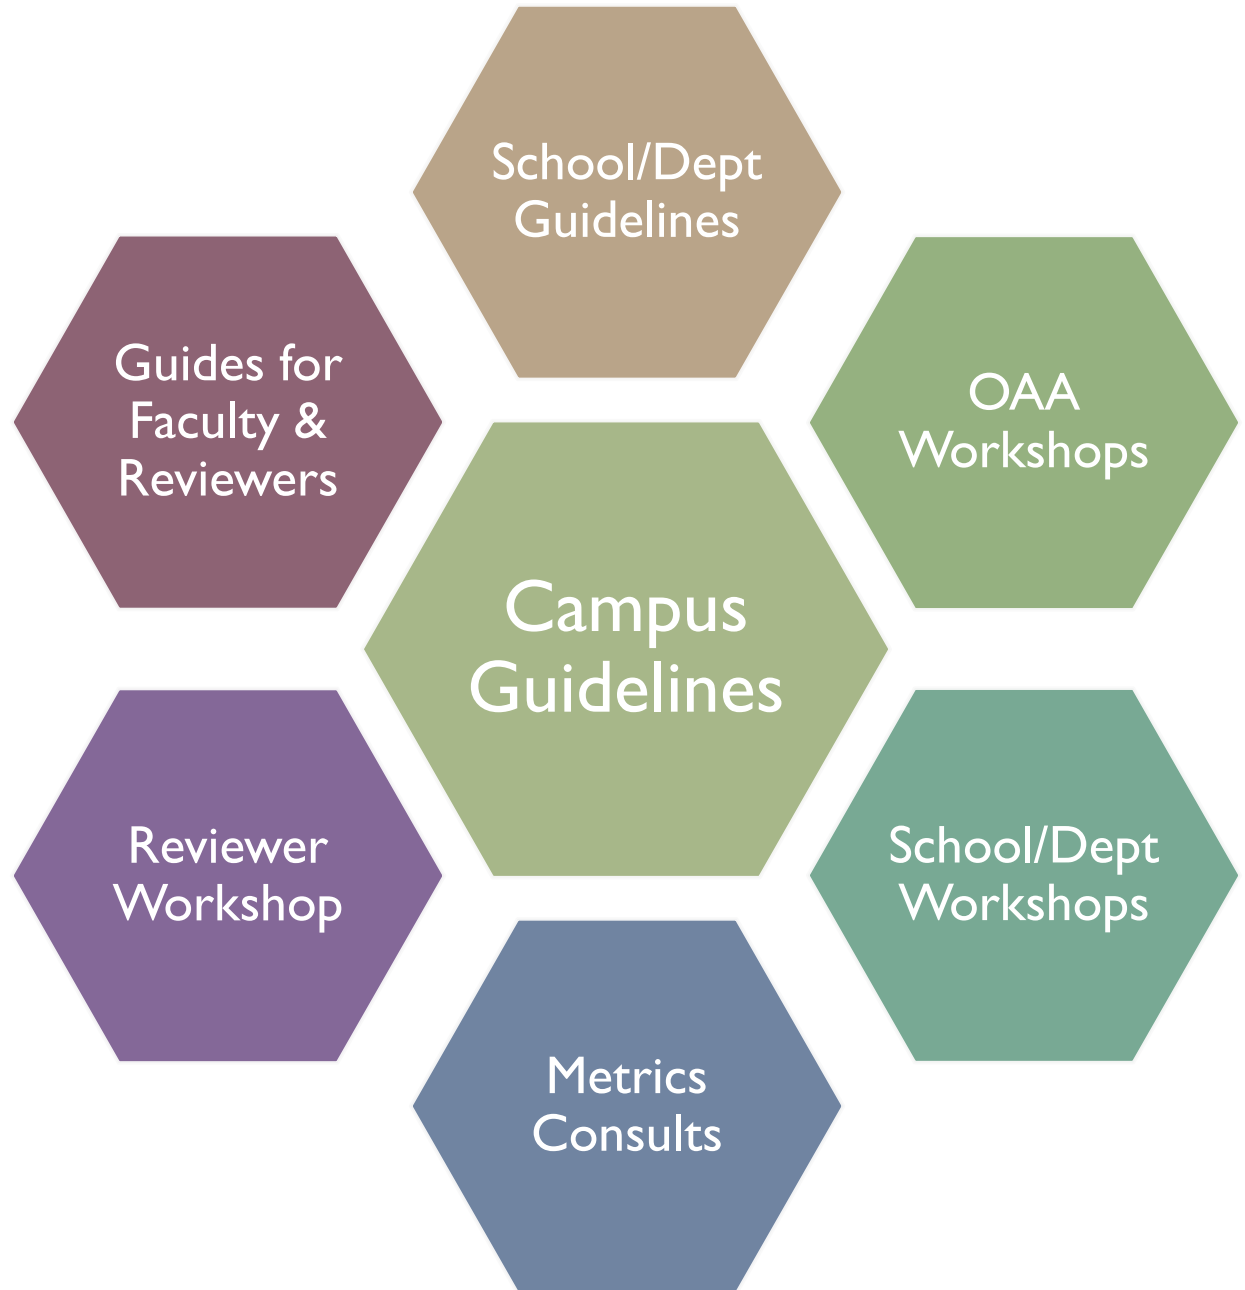 School/Dept
Guidelines
Guides for
Faculty &
Reviewers
OAA
Workshops
Campus
Guidelines
Reviewer
Workshop
School/Dept
Workshops
Metrics
Consults